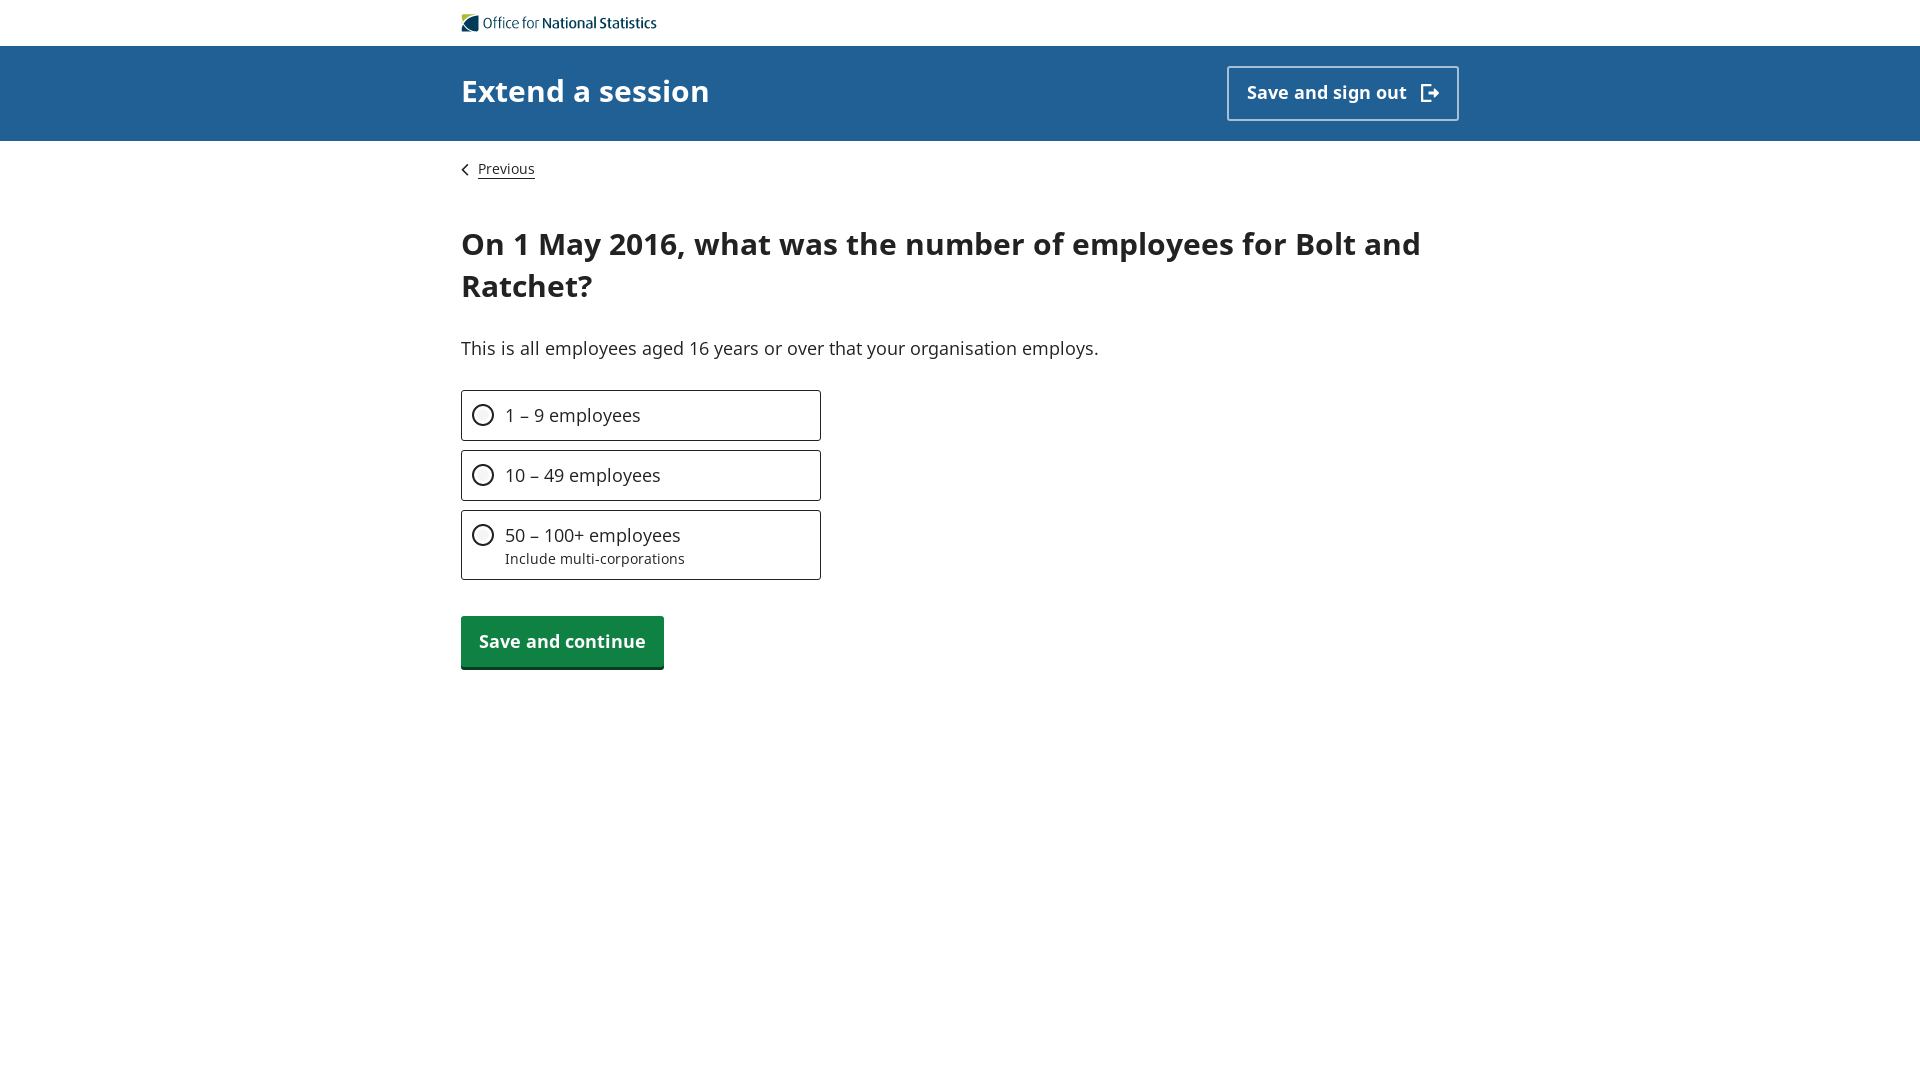 Office for National Statistics
Extend a session
Save and sign out
Previous
On 1 May 2016, what was the number of employees for Bolt and
Ratchet?
This is all employees aged 16 years or over that your organisation employs.
1 – 9 employees
10 – 49 employees
50 – 100+ employees
Include multi-corporations
Save and continue